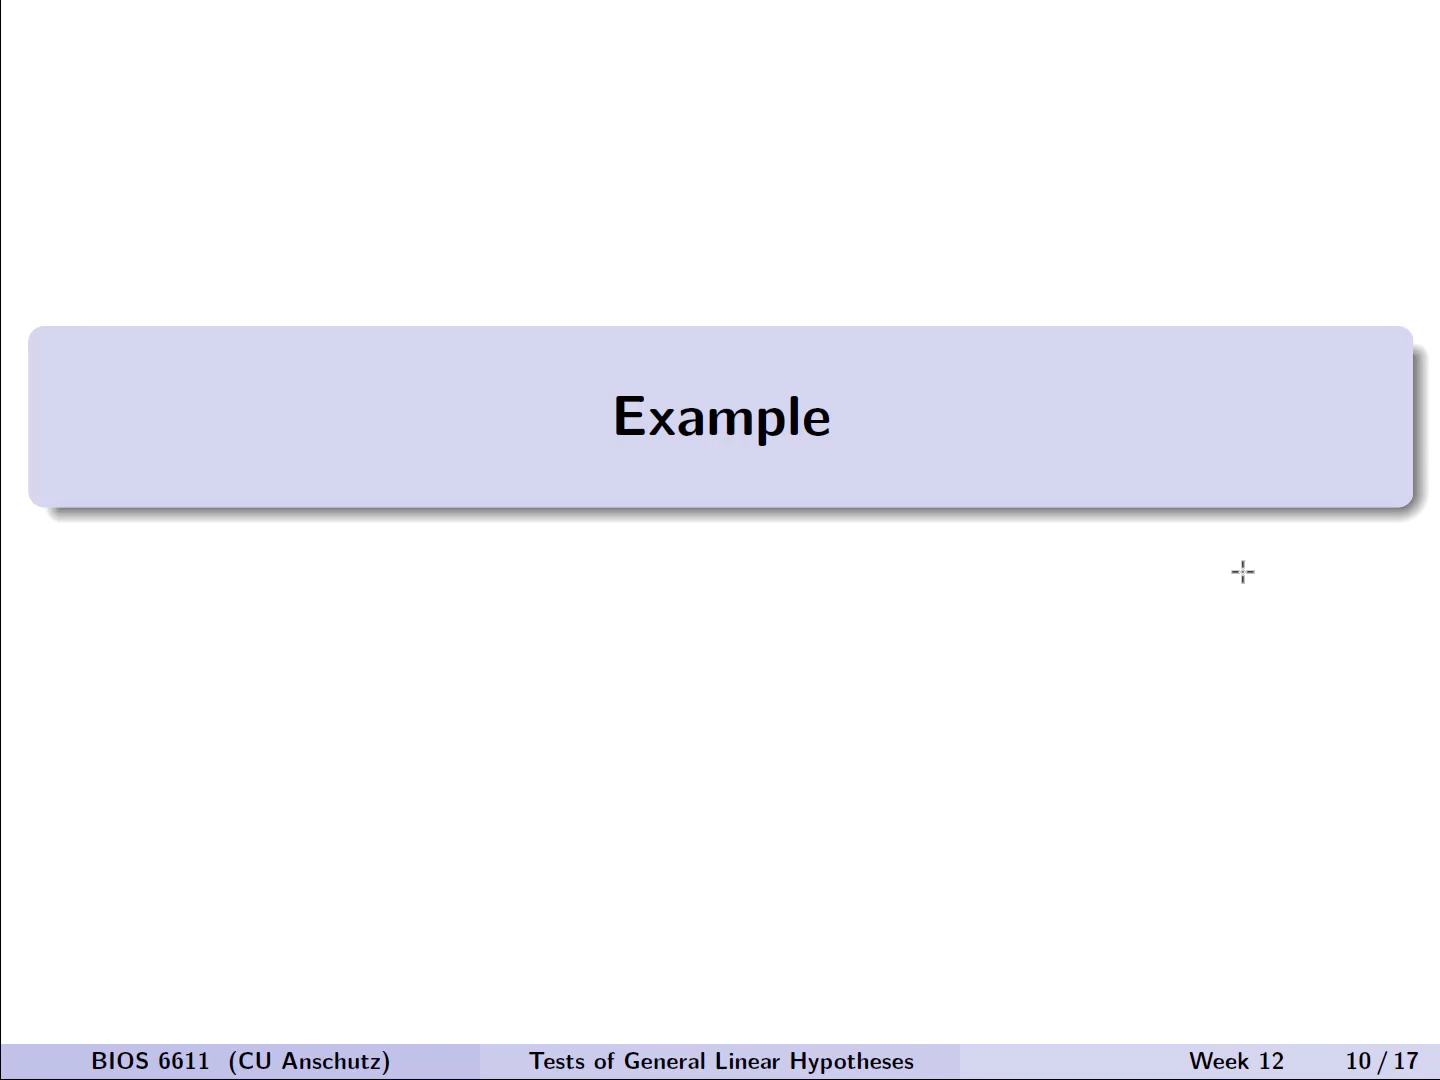 Example
BIOS 6611 (CU Anschutz) Tests of General Linear Hypotheses Week 12 10 / 17